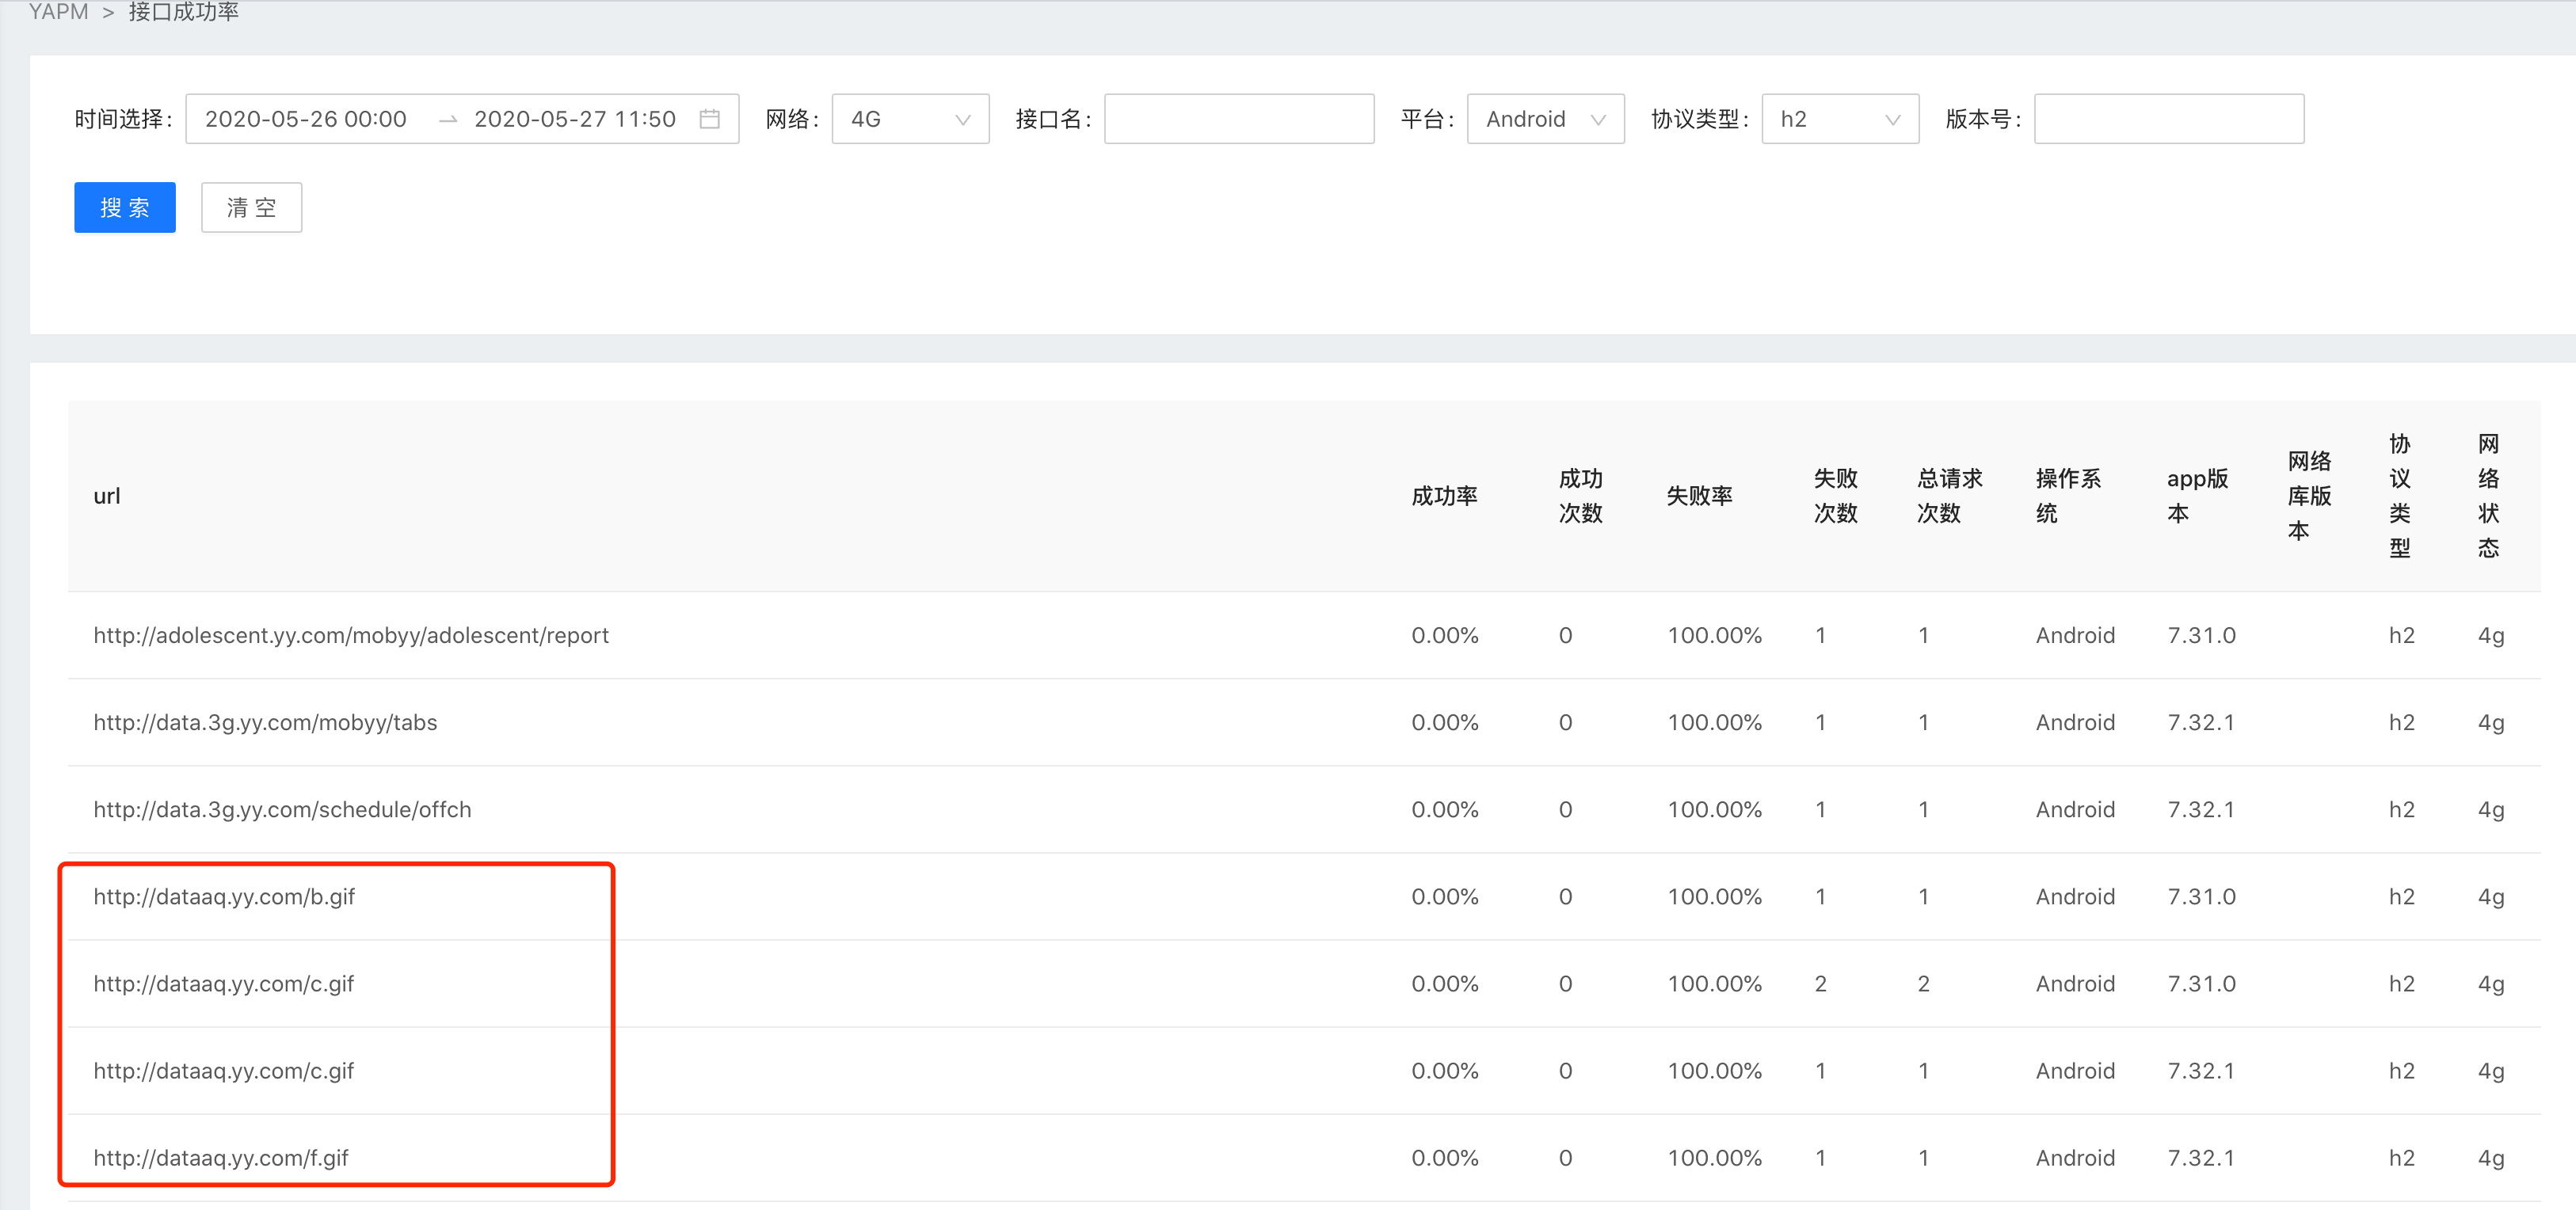 YAPM > 接口成功率
时间选择: 2020-05-26 00:00 → 2020-05-27 11:50 网络: 4G 接口名: 平台: Android 协议类型: h2 版本号:
搜 索 清 空
url 成功率 成功次数 失败率 失败次数 总请求次数 操作系统 app版本 网络库版本 协议类型 网络状态
http://adolescent.yy.com/mobyy/adolescent/report 0.00% 0 100.00% 1 1 Android 7.31.0 h2 4g
http://data.3g.yy.com/mobyy/tabs 0.00% 0 100.00% 1 1 Android 7.32.1 h2 4g
http://data.3g.yy.com/schedule/offch 0.00% 0 100.00% 1 1 Android 7.32.1 h2 4g
http://dataaq.yy.com/b.gif 0.00% 0 100.00% 1 1 Android 7.31.0 h2 4g
http://dataaq.yy.com/c.gif 0.00% 0 100.00% 2 2 Android 7.31.0 h2 4g
http://dataaq.yy.com/c.gif 0.00% 0 100.00% 1 1 Android 7.32.1 h2 4g
http://dataaq.yy.com/f.gif 0.00% 0 100.00% 1 1 Android 7.32.1 h2 4g